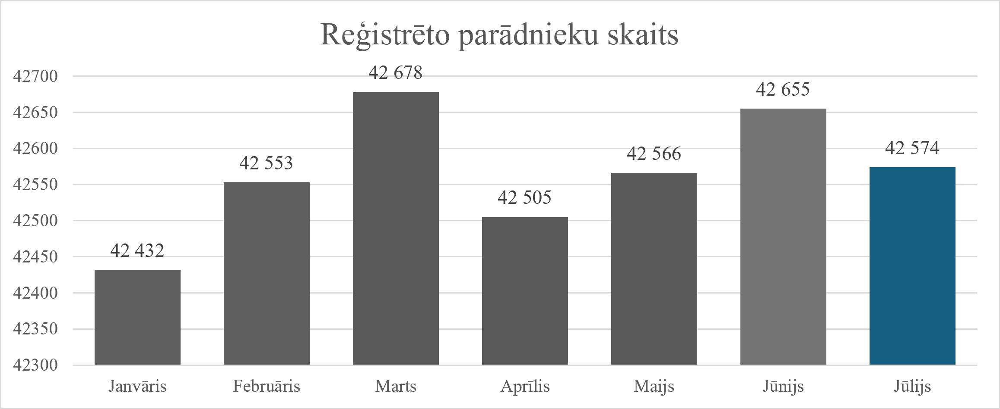 Reģistrēto parādnieku skaits
42700
42650
42600
42550
42500
42450
42400
42350
42300
42 432
42 553
42 678
42 505
42 566
42 655
42 574
Janvāris
Februāris
Marts
Aprīlis
Maijs
Jūnijs
Jūlijs